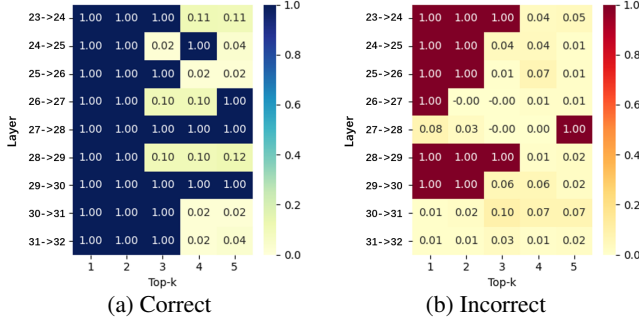 23->24 1.00 1.00 1.00 0.11 0.11
24->25 1.00 1.00 0.02 1.00 0.04
25->26 1.00 1.00 1.00 0.02 0.02
26->27 1.00 1.00 0.10 0.10 1.00
27->28 1.00 1.00 1.00 1.00 1.00
28->29 1.00 1.00 0.10 0.10 0.12
29->30 1.00 1.00 1.00 1.00 1.00
30->31 1.00 1.00 1.00 0.02 0.02
31->32 1.00 1.00 1.00 0.02 0.04
1 2 3 4 5
Top-k
Layer
1.0
0.8
0.6
0.4
0.2
0.0
(a) Correct
23->24 1.00 1.00 1.00 0.04 0.05
24->25 1.00 1.00 0.04 0.04 0.01
25->26 1.00 1.00 0.01 0.07 0.01
26->27 1.00 -0.00 -0.00 0.01 0.01
27->28 0.08 0.03 -0.00 0.00 1.00
28->29 1.00 1.00 1.00 0.01 0.02
29->30 1.00 1.00 0.06 0.06 0.02
30->31 0.01 0.02 0.10 0.07 0.07
31->32 0.01 0.01 0.03 0.01 0.02
1 2 3 4 5
Top-k
Layer
1.0
0.8
0.6
0.4
0.2
0.0
(b) Incorrect